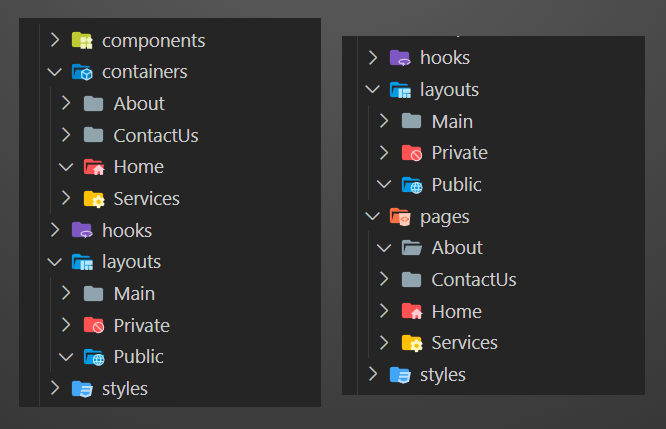 components
containers
About
ContactUs
Home
Services
hooks
layouts
Main
Private
Public
styles
hooks
layouts
Main
Private
Public
pages
About
ContactUs
Home
Services
styles